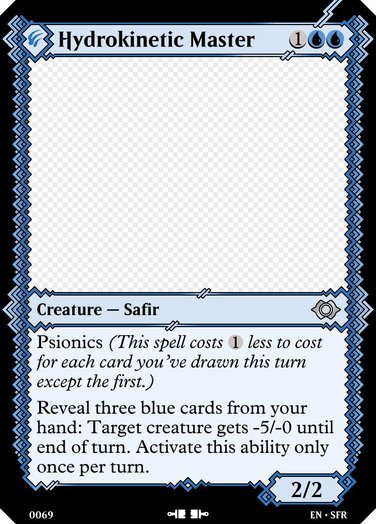 Hydrokinetic Master 1
Creature — Safir
Psionics (This spell costs 1 less to cost
for each card you've drawn this turn
except the first.)
Reveal three blue cards from your
hand: Target creature gets -5/-0 until
end of turn. Activate this ability only
once per turn.
2/2
0069
EN • SFR